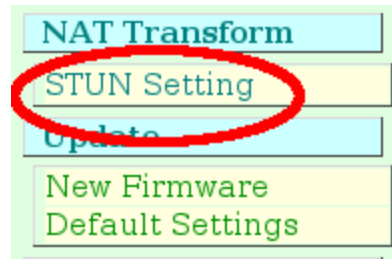 NAT Transform
STUN Setting
Update
New Firmware
Default Settings